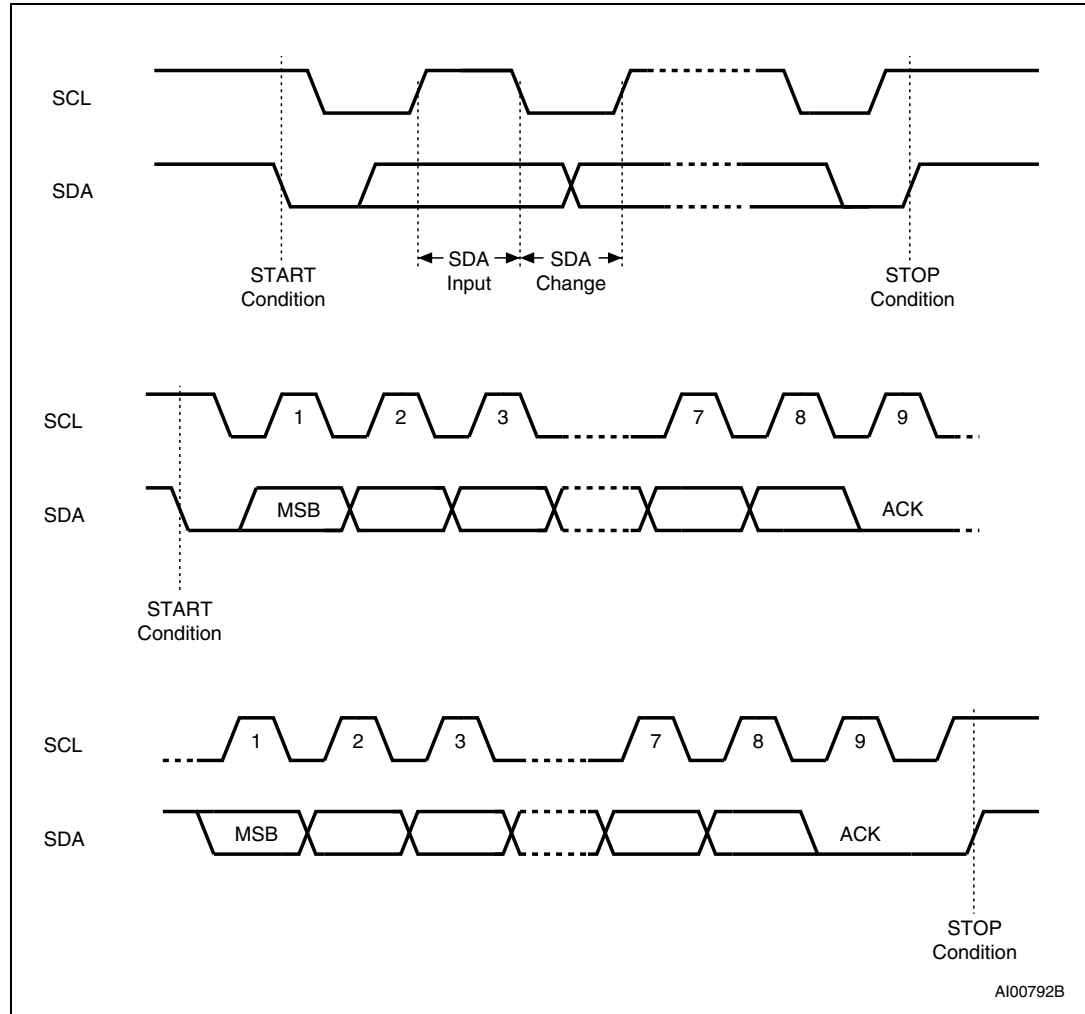 SCL
SDA
SDA
Input
SDA
Change
START
Condition
STOP
Condition
SCL
1 2 3 7 8 9
SDA
MSB
ACK
START
Condition
SCL
1 2 3 7 8 9
SDA
MSB
ACK
STOP
Condition
AI00792B